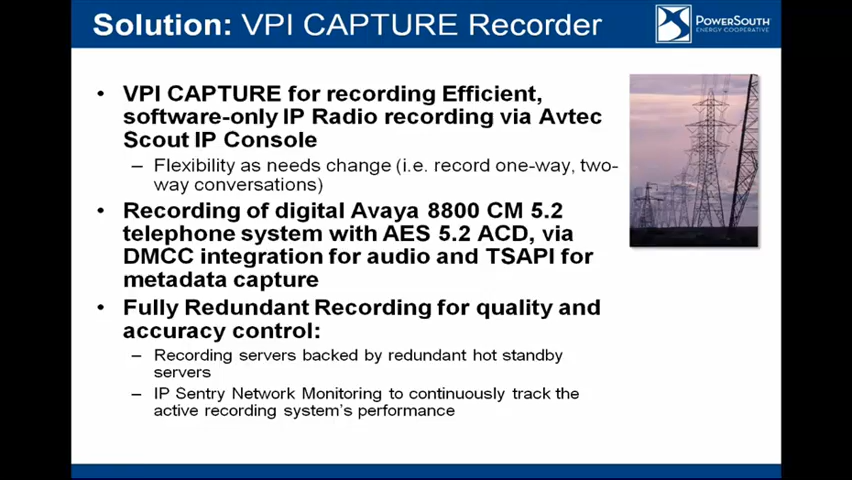 Solution: VPI CAPTURE Recorder
POWERSOUTH
ENERGY COOPERATIVE
• VPI CAPTURE for recording Efficient,
software-only IP Radio recording via Avtec
Scout IP Console
– Flexibility as needs change (i.e. record one-way, two-
way conversations)
• Recording of digital Avaya 8800 CM 5.2
telephone system with AES 5.2 ACD, via
DMCC integration for audio and TSAPI for
metadata capture
• Fully Redundant Recording for quality and
accuracy control:
– Recording servers backed by redundant hot standby
servers
– IP Sentry Network Monitoring to continuously track the
active recording system's performance